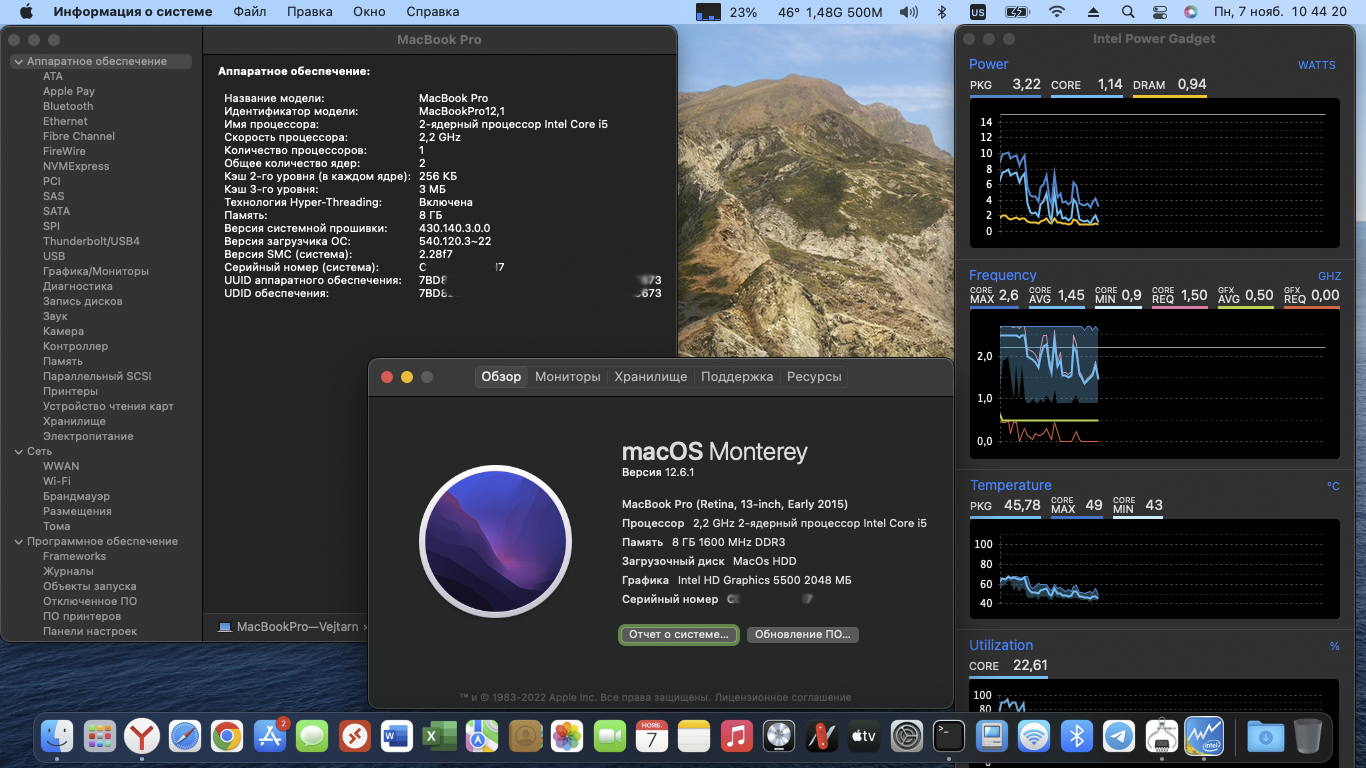 Информация о системе Файл Правка Окно Справка 23% 46° 1,48G 500M US Пн, 7 нояб. 10 44 20
MacBook Pro
Аппаратное обеспечение
ATA
Apple Pay
Bluetooth
Ethernet
Fibre Channel
FireWire
NVMExpress
PCI
SAS
SATA
SPI
Thunderbolt/USB4
USB
Графика/Мониторы
Диагностика
Запись дисков
Звук
Камера
Контроллер
Память
Параллельный SCSI
Принтеры
Устройство чтения карт
Хранилище
Электропитание
Сеть
WWAN
Wi-Fi
Брандмауэр
Размещения
Тома
Программное обеспечение
Frameworks
Журналы
Объекты запуска
Отключенное ПО
ПО принтеров
Панели настроек
Аппаратное обеспечение:
Название модели: MacBook Pro
Идентификатор модели: MacBookPro12,1
Имя процессора: 2-ядерный процессор Intel Core i5
Скорость процессора: 2,2 GHz
Количество процессоров: 1
Общее количество ядер: 2
Кэш 2-го уровня (в каждом ядре): 256 КБ
Кэш 3-го уровня: 3 МБ
Технология Hyper-Threading: Включена
Память: 8 ГБ
Версия системной прошивки: 430.140.3.0.0
Версия загрузчика ОС: 540.120.3~22
Версия SMC (система): 2.28f7
Серийный номер (система):
UUID аппаратного обеспечения:
UDID обеспечения:
MacBookPro—Vejtarn ›
Обзор Мониторы Хранилище Поддержка Ресурсы
macOS Monterey
Версия 12.6.1
MacBook Pro (Retina, 13-inch, Early 2015)
Процессор 2,2 GHz 2-ядерный процессор Intel Core i5
Память 8 ГБ 1600 MHz DDR3
Загрузочный диск MacOs HDD
Графика Intel HD Graphics 5500 2048 МБ
Серийный номер
Отчет о системе... Обновление ПО...
™ и © 1983-2022 Apple Inc. Все права защищены. Лицензионное соглашение
Intel Power Gadget
Power WATTS
PKG 3,22 CORE 1,14 DRAM 0,94
14
12
10
8
6
4
2
0
Frequency GHZ
CORE MAX 2,6 CORE AVG 1,45 CORE MIN 0,9 CORE REQ 1,50 GFX AVG 0,50 GFX REQ 0,00
2,0
1,0
0,0
Temperature °C
PKG 45,78 CORE MAX 49 CORE MIN 43
100
80
60
40
Utilization %
CORE 22,61
100
80
2
НОЯБ.
7
tv
intel